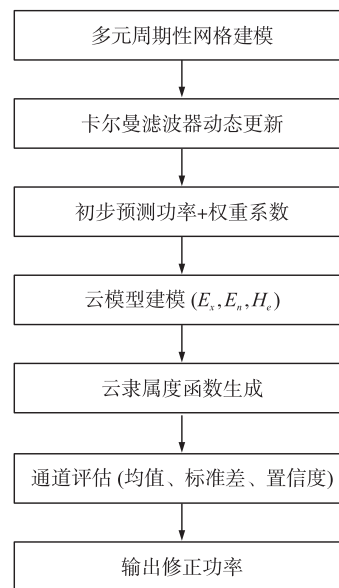 多元周期性网格建模
卡尔曼滤波器动态更新
初步预测功率+权重系数
云模型建模 (Ex,En,He)
云隶属度函数生成
通道评估 (均值、标准差、置信度)
输出修正功率